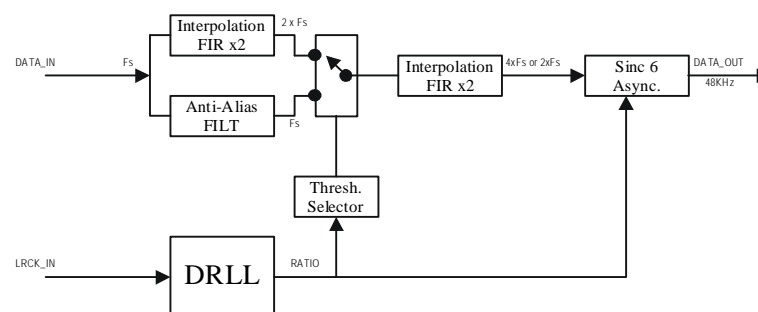 Interpolation
FIR x2
2 x Fs
DATA_IN
Fs
Anti-Alias
FILT
Fs
Interpolation
FIR x2
4xFs or 2xFs
Sinc 6
Async.
DATA_OUT
48KHz
Thresh.
Selector
LRCK_IN
DRLL
RATIO